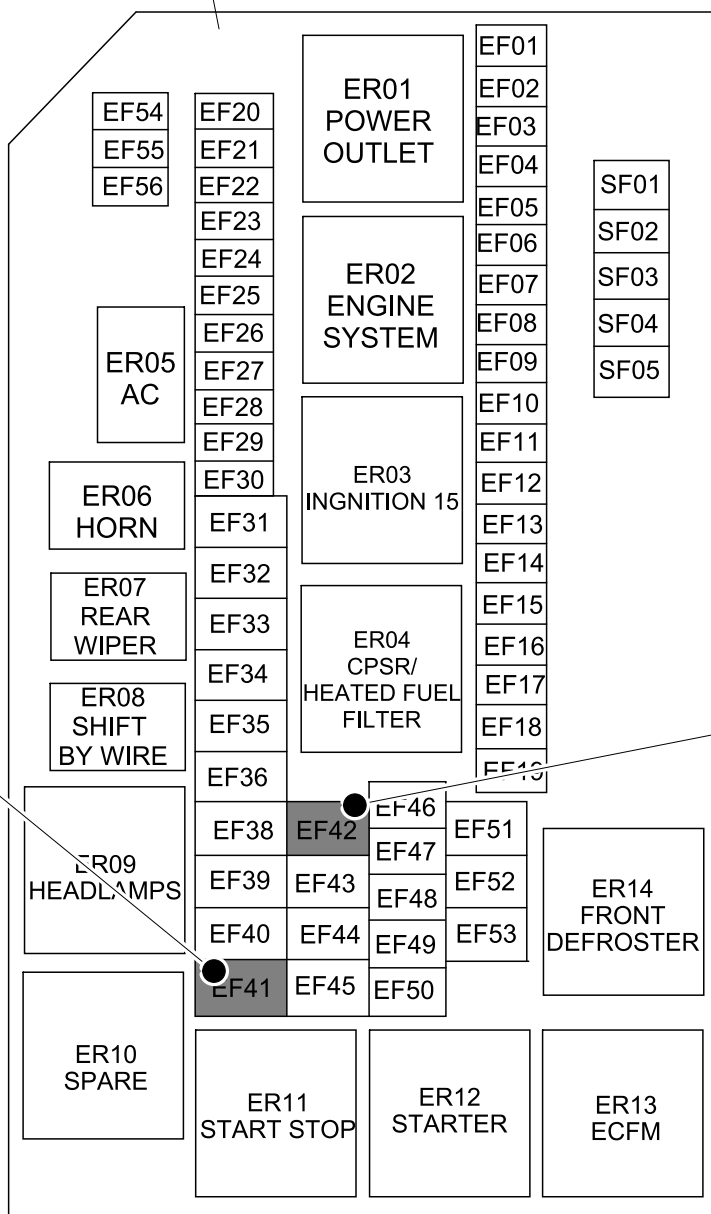 EF54
EF55
EF56
EF20
EF21
EF22
EF23
EF24
EF25
EF26
EF27
EF28
EF29
EF30
EF31
EF32
EF33
EF34
EF35
EF36
EF38
EF39
EF40
EF41
ER05
AC
ER06
HORN
ER07
REAR
WIPER
ER08
SHIFT
BY WIRE
ER09
HEADLAMPS
ER10
SPARE
ER01
POWER
OUTLET
ER02
ENGINE
SYSTEM
ER03
INGNITION 15
ER04
CPSR/
HEATED FUEL
FILTER
EF42
EF43
EF44
EF45
EF46
EF47
EF48
EF49
EF50
EF51
EF52
EF53
EF01
EF02
EF03
EF04
EF05
EF06
EF07
EF08
EF09
EF10
EF11
EF12
EF13
EF14
EF15
EF16
EF17
EF18
EF19
SF01
SF02
SF03
SF04
SF05
ER14
FRONT
DEFROSTER
ER11
START STOP
ER12
STARTER
ER13
ECFM